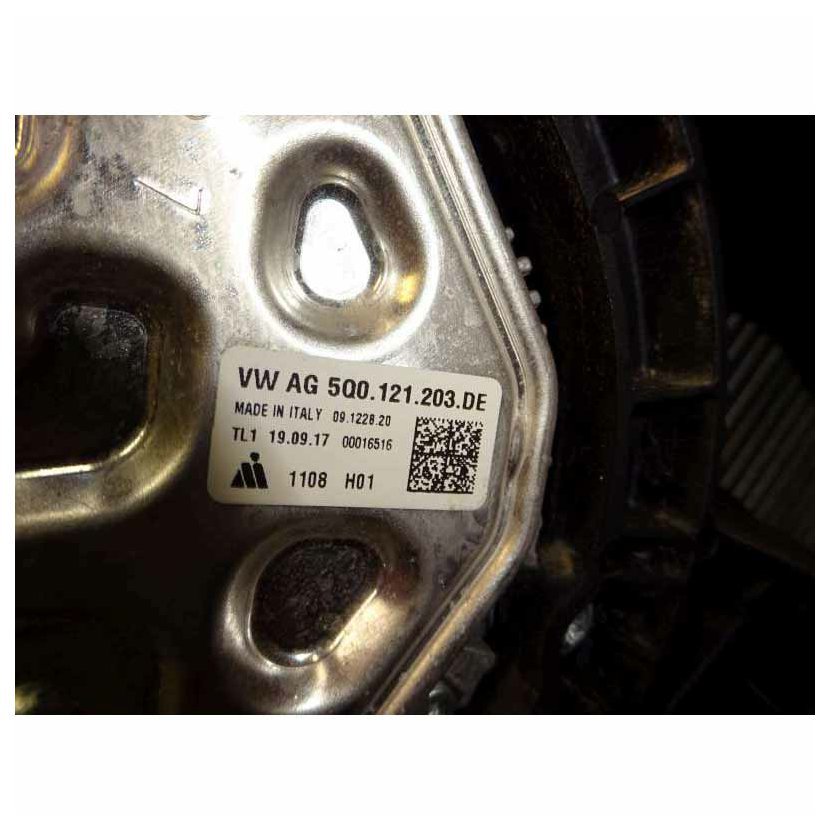 VW AG 5Q0.121.203.DE
MADE IN ITALY 09.1228.20
TL1 19.09.17 00016516
1108 H01